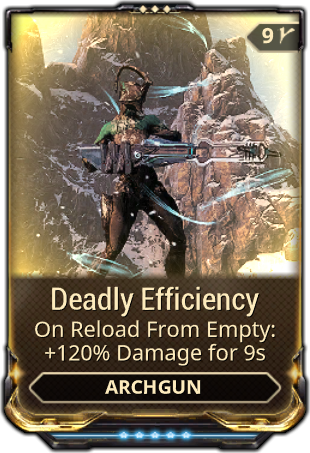 9
Deadly Efficiency
On Reload From Empty:
+120% Damage for 9s
ARCHGUN